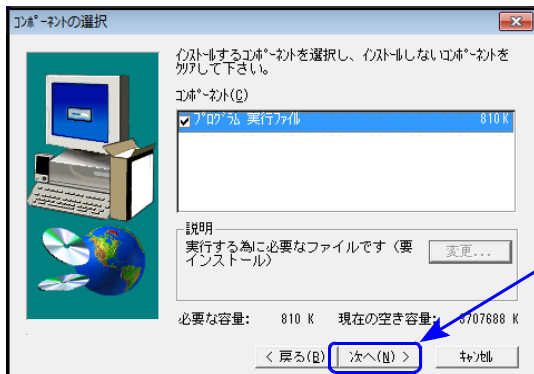 ｺﾝﾎﾟｰﾈﾝﾄの選択
ｲﾝｽﾄｰﾙするｺﾝﾎﾟｰﾈﾝﾄを選択し、ｲﾝｽﾄｰﾙしないｺﾝﾎﾟｰﾈﾝﾄを
ｸﾘｱして下さい。
ｺﾝﾎﾟｰﾈﾝﾄ(C)
ﾌﾟﾛｸﾞﾗﾑ 実行ﾌｧｲﾙ 810 K
説明
実行する為に必要なファイルです（要
インストール）
変更...
必要な容量: 810 K 現在の空き容量: 3707688 K
< 戻る(B) 次へ(N) > ｷｬﾝｾﾙ